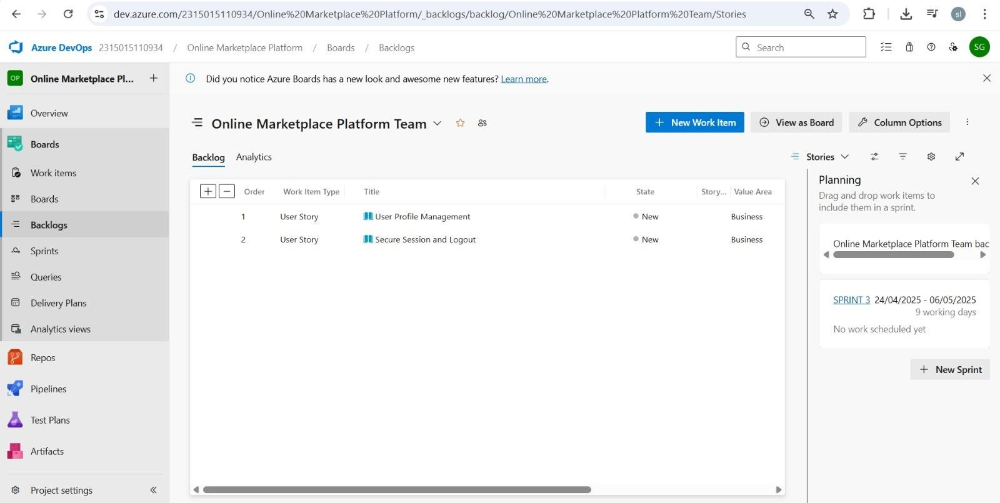 dev.azure.com/2315015110934/Online%20Marketplace%20Platform/_backlogs/backlog/Online%20Marketplace%20Platform%20Team/Stories
sl
Azure DevOps 2315015110934 / Online Marketplace Platform / Boards / Backlogs
Search
SG
OP Online Marketplace Pl...
Did you notice Azure Boards has a new look and awesome new features? Learn more.
Overview
Boards
Work items
Boards
Backlogs
Sprints
Queries
Delivery Plans
Analytics views
Repos
Pipelines
Test Plans
Artifacts
Project settings
Online Marketplace Platform Team
New Work Item
View as Board
Column Options
Backlog Analytics
Stories
Order Work Item Type Title State Story... Value Area
1 User Story User Profile Management New Business
2 User Story Secure Session and Logout New Business
Planning
Drag and drop work items to
include them in a sprint.
Online Marketplace Platform Team bac
SPRINT 3 24/04/2025 - 06/05/2025
9 working days
No work scheduled yet
New Sprint